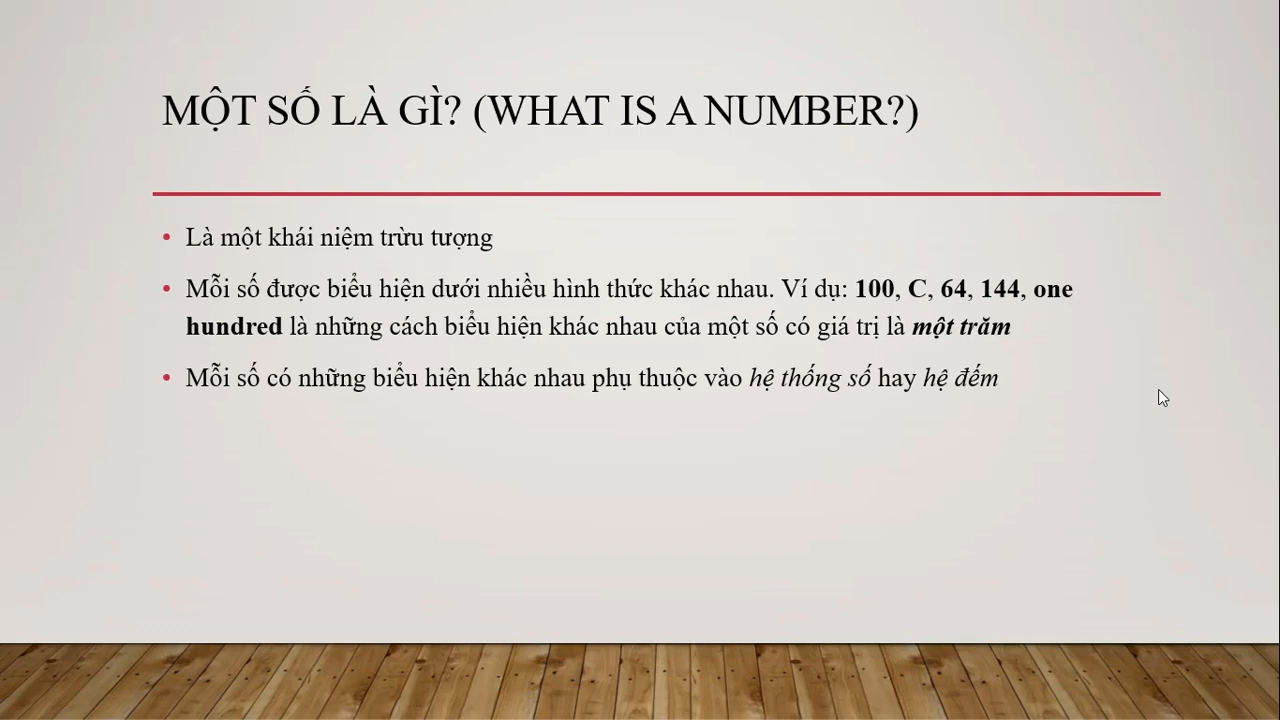 MỘT SỐ LÀ GÌ? (WHAT IS A NUMBER?)
• Là một khái niệm trừu tượng
• Mỗi số được biểu hiện dưới nhiều hình thức khác nhau. Ví dụ: 100, C, 64, 144, one
hundred là những cách biểu hiện khác nhau của một số có giá trị là một trăm
• Mỗi số có những biểu hiện khác nhau phụ thuộc vào hệ thống số hay hệ đếm